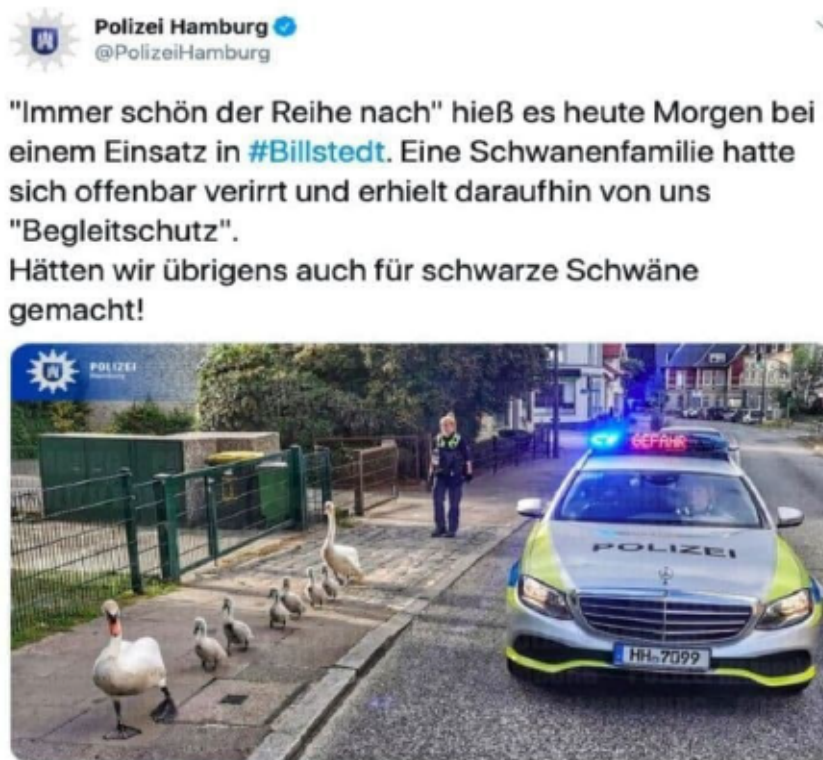 Polizei Hamburg
@PolizeiHamburg
"Immer schön der Reihe nach" hieß es heute Morgen bei
einem Einsatz in #Billstedt. Eine Schwanenfamilie hatte
sich offenbar verirrt und erhielt daraufhin von uns
"Begleitschutz".
Hätten wir übrigens auch für schwarze Schwäne
gemacht!
POLIZEI
Hamburg
GEFAHR
POLIZEI
HH 7099